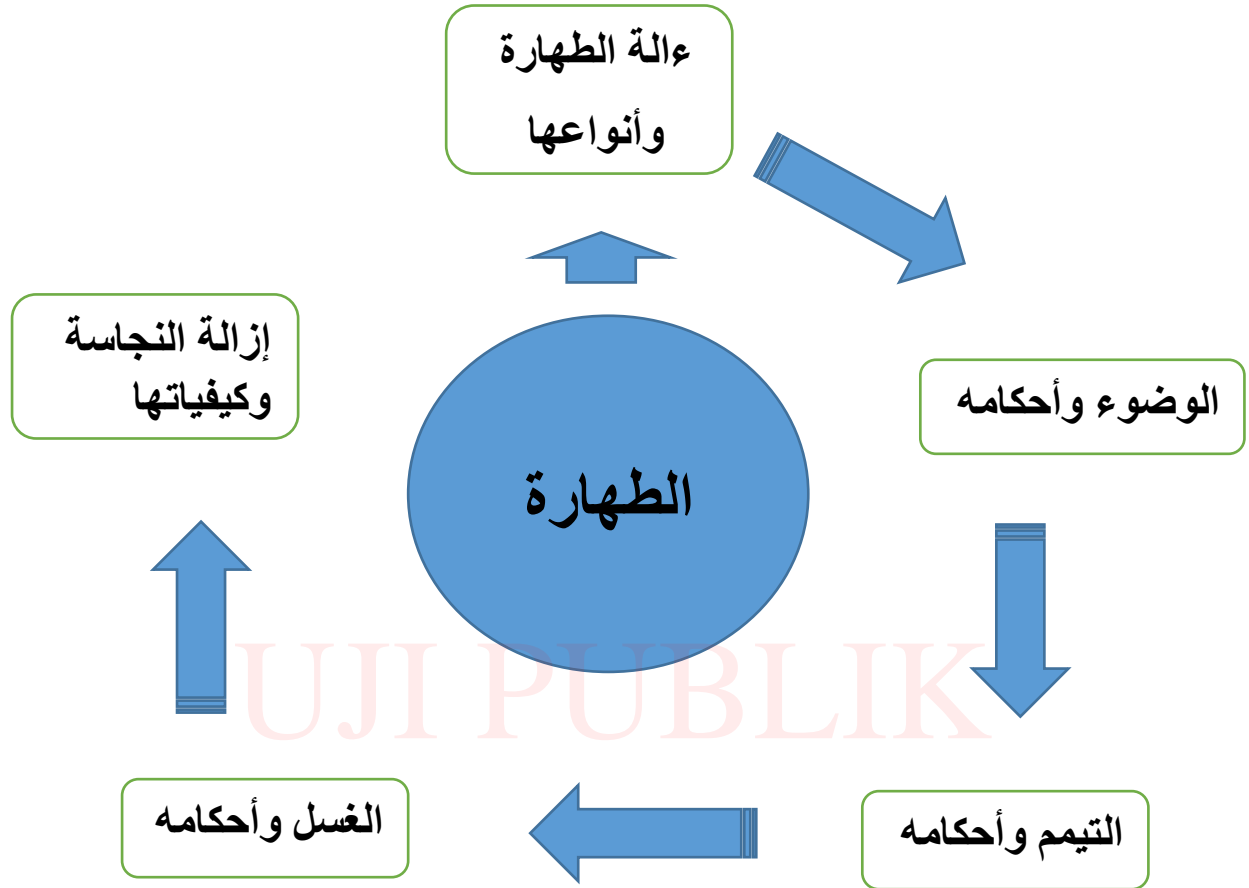 ءالة الطهارة
وأنواعها
الوضوء وأحكامه
التيمم وأحكامه
الغسل وأحكامه
إزالة النجاسة
وكيفياتها
الطهارة
UJI PUBLIK